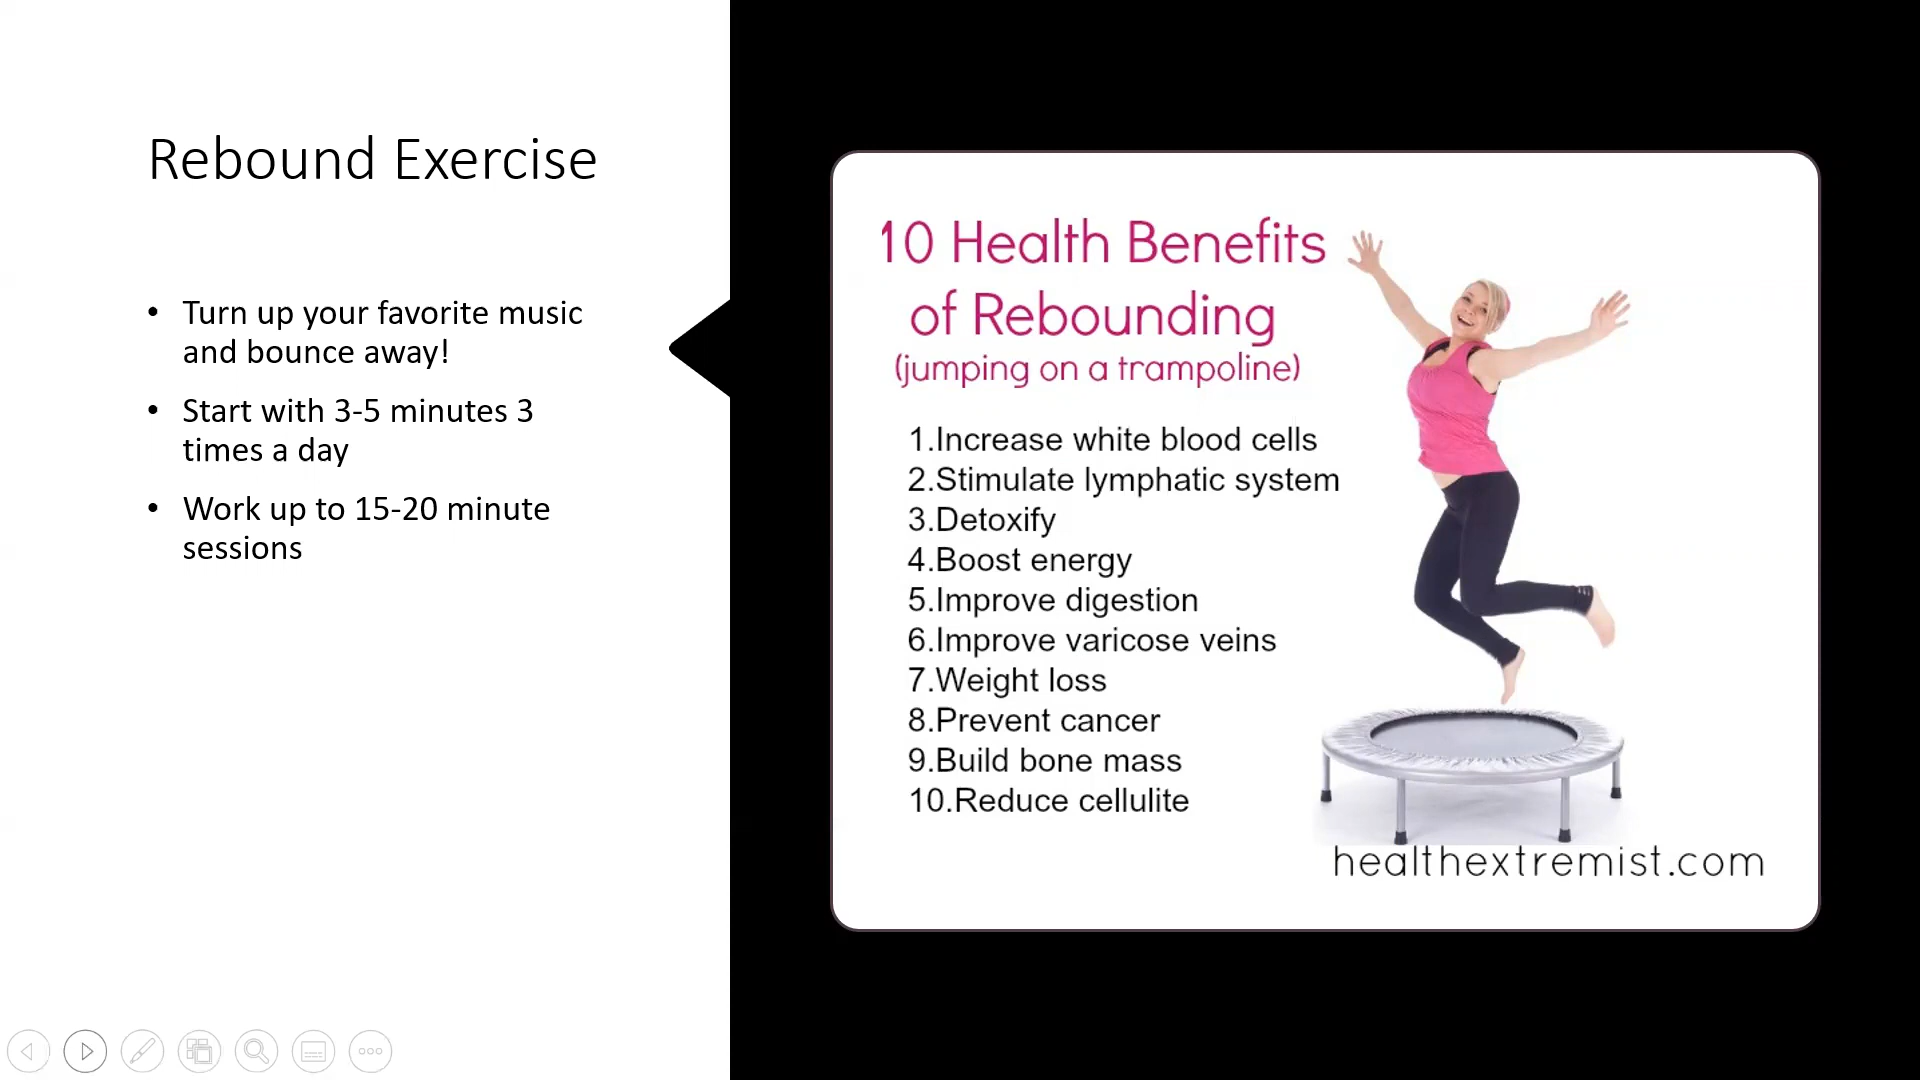 Rebound Exercise
• Turn up your favorite music
and bounce away!
• Start with 3-5 minutes 3
times a day
• Work up to 15-20 minute
sessions
10 Health Benefits
of Rebounding
(jumping on a trampoline)
1.Increase white blood cells
2.Stimulate lymphatic system
3.Detoxify
4.Boost energy
5.Improve digestion
6.Improve varicose veins
7.Weight loss
8.Prevent cancer
9.Build bone mass
10.Reduce cellulite
healthextremist.com